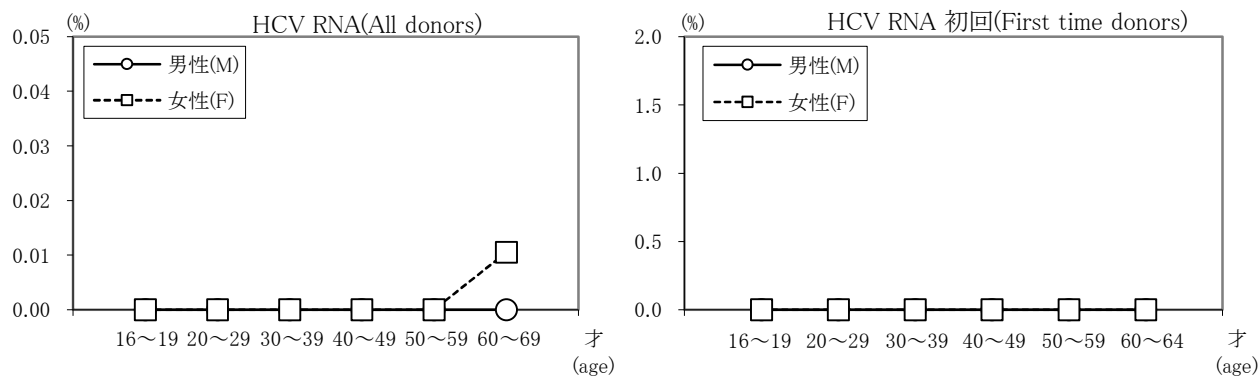 HCV RNA(All donors)
(%)
0.05
0.04
0.03
0.02
0.01
0.00
男性(M)
女性(F)
16～19 20～29 30～39 40～49 50～59 60～69 才
(age)
HCV RNA 初回(First time donors)
(%)
2.0
1.5
1.0
0.5
0.0
男性(M)
女性(F)
16～19 20～29 30～39 40～49 50～59 60～64 才
(age)